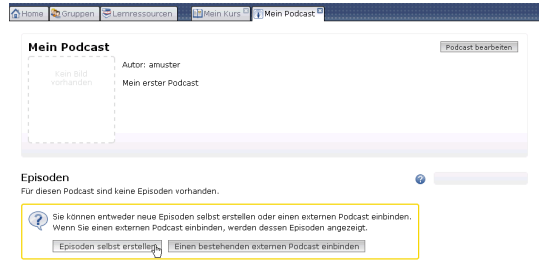 Home Gruppen Lernressourcen Mein Kurs Mein Podcast
Mein Podcast
Podcast bearbeiten
Kein Bild
vorhanden
Autor: amuster
Mein erster Podcast
Episoden
Für diesen Podcast sind keine Episoden vorhanden.
Sie können entweder neue Episoden selbst erstellen oder einen externen Podcast einbinden.
Wenn Sie einen externen Podcast einbinden, werden dessen Episoden angezeigt.
Episoden selbst erstellen Einen bestehenden externen Podcast einbinden